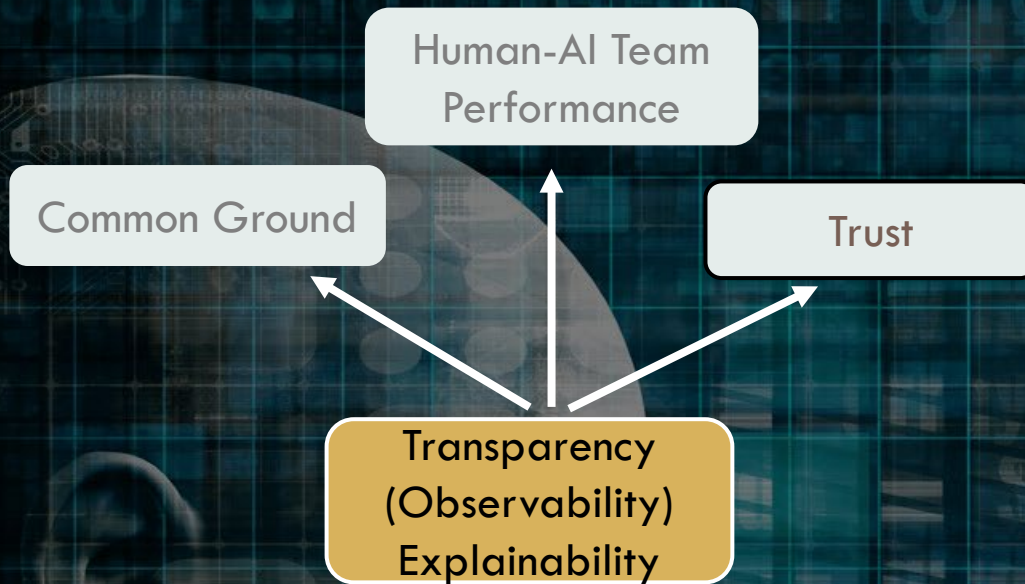 Human-AI Team
Performance
Common Ground
Trust
Transparency
(Observability)
Explainability